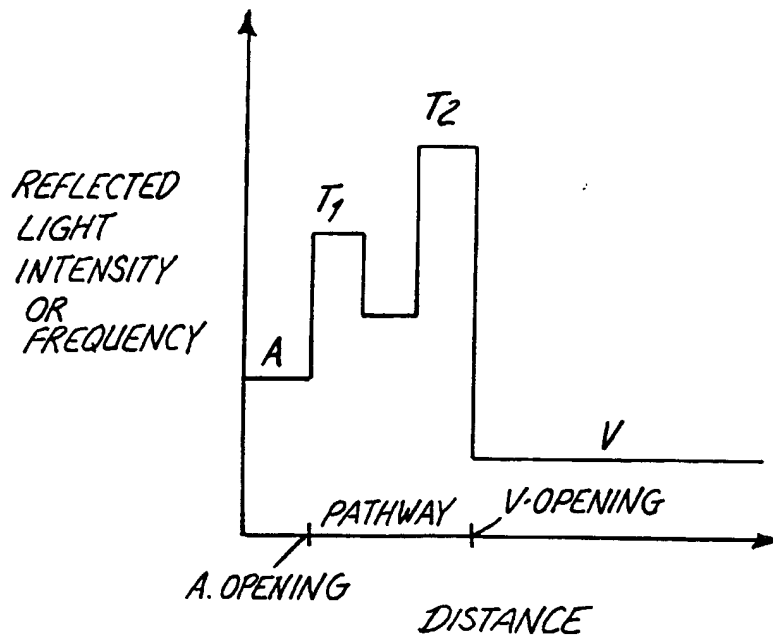 T2
REFLECTED
LIGHT
INTENSITY
OR
FREQUENCY
T1
A
V
PATHWAY
V-OPENING
A. OPENING
DISTANCE